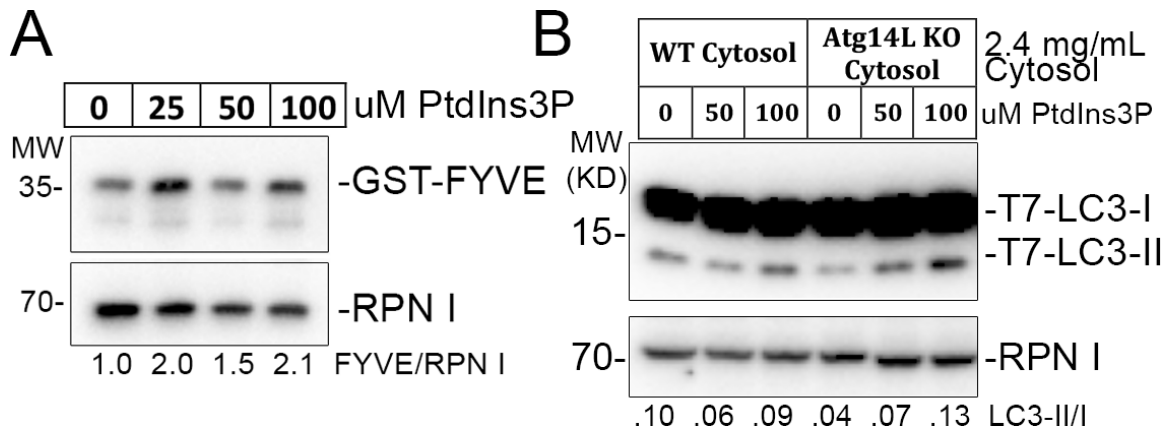 A
0 25 50 100 uM PtdIns3P
MW
35- -GST-FYVE
70- -RPN I
1.0 2.0 1.5 2.1 FYVE/RPN I
B
WT Cytosol Atg14L KO Cytosol 2.4 mg/mL Cytosol
0 50 100 0 50 100 uM PtdIns3P
MW
(KD)
-T7-LC3-I
15-
-T7-LC3-II
70- -RPN I
.10 .06 .09 .04 .07 .13 LC3-II/I